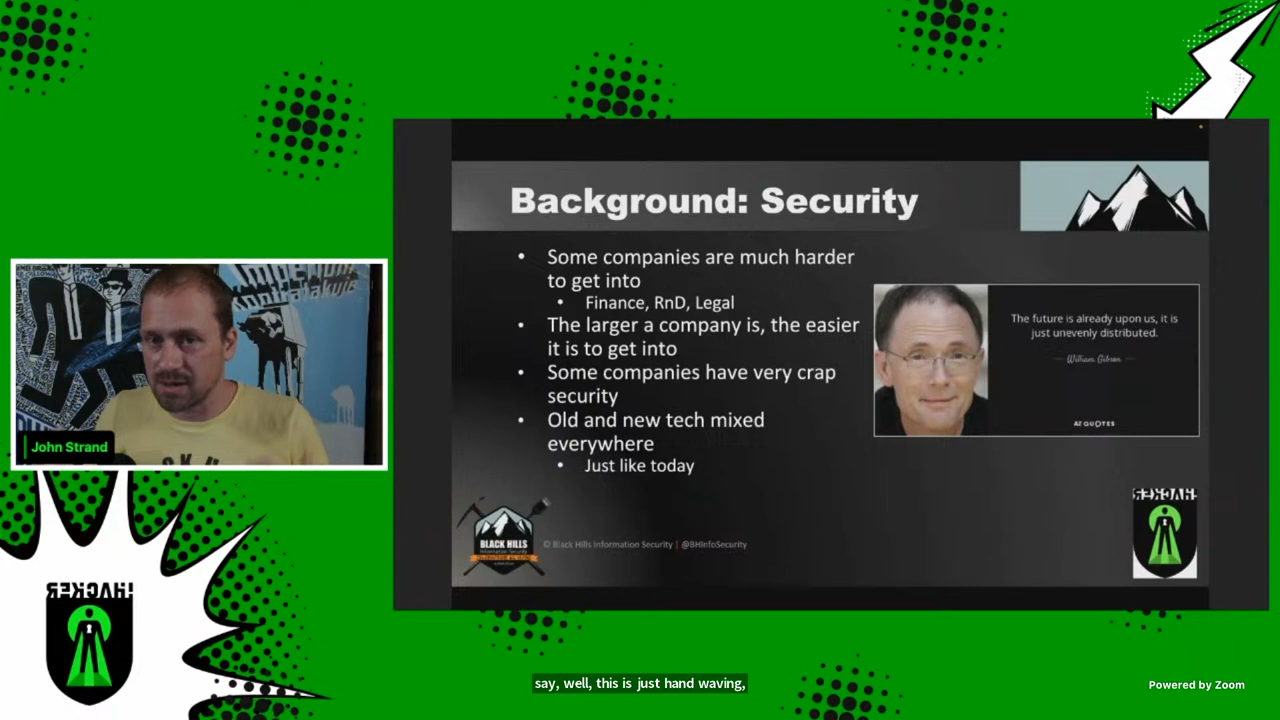 Background: Security
• Some companies are much harder
to get into
• Finance, RnD, Legal
• The larger a company is, the easier
it is to get into
• Some companies have very crap
security
• Old and new tech mixed
everywhere
• Just like today
The future is already upon us, it is
just unevenly distributed.
William Gibson
AZ QUOTES
John Strand
BLACK HILLS
Information Security
© Black Hills Information Security | @BHInfoSecurity
say, well, this is just hand waving,
Powered by Zoom